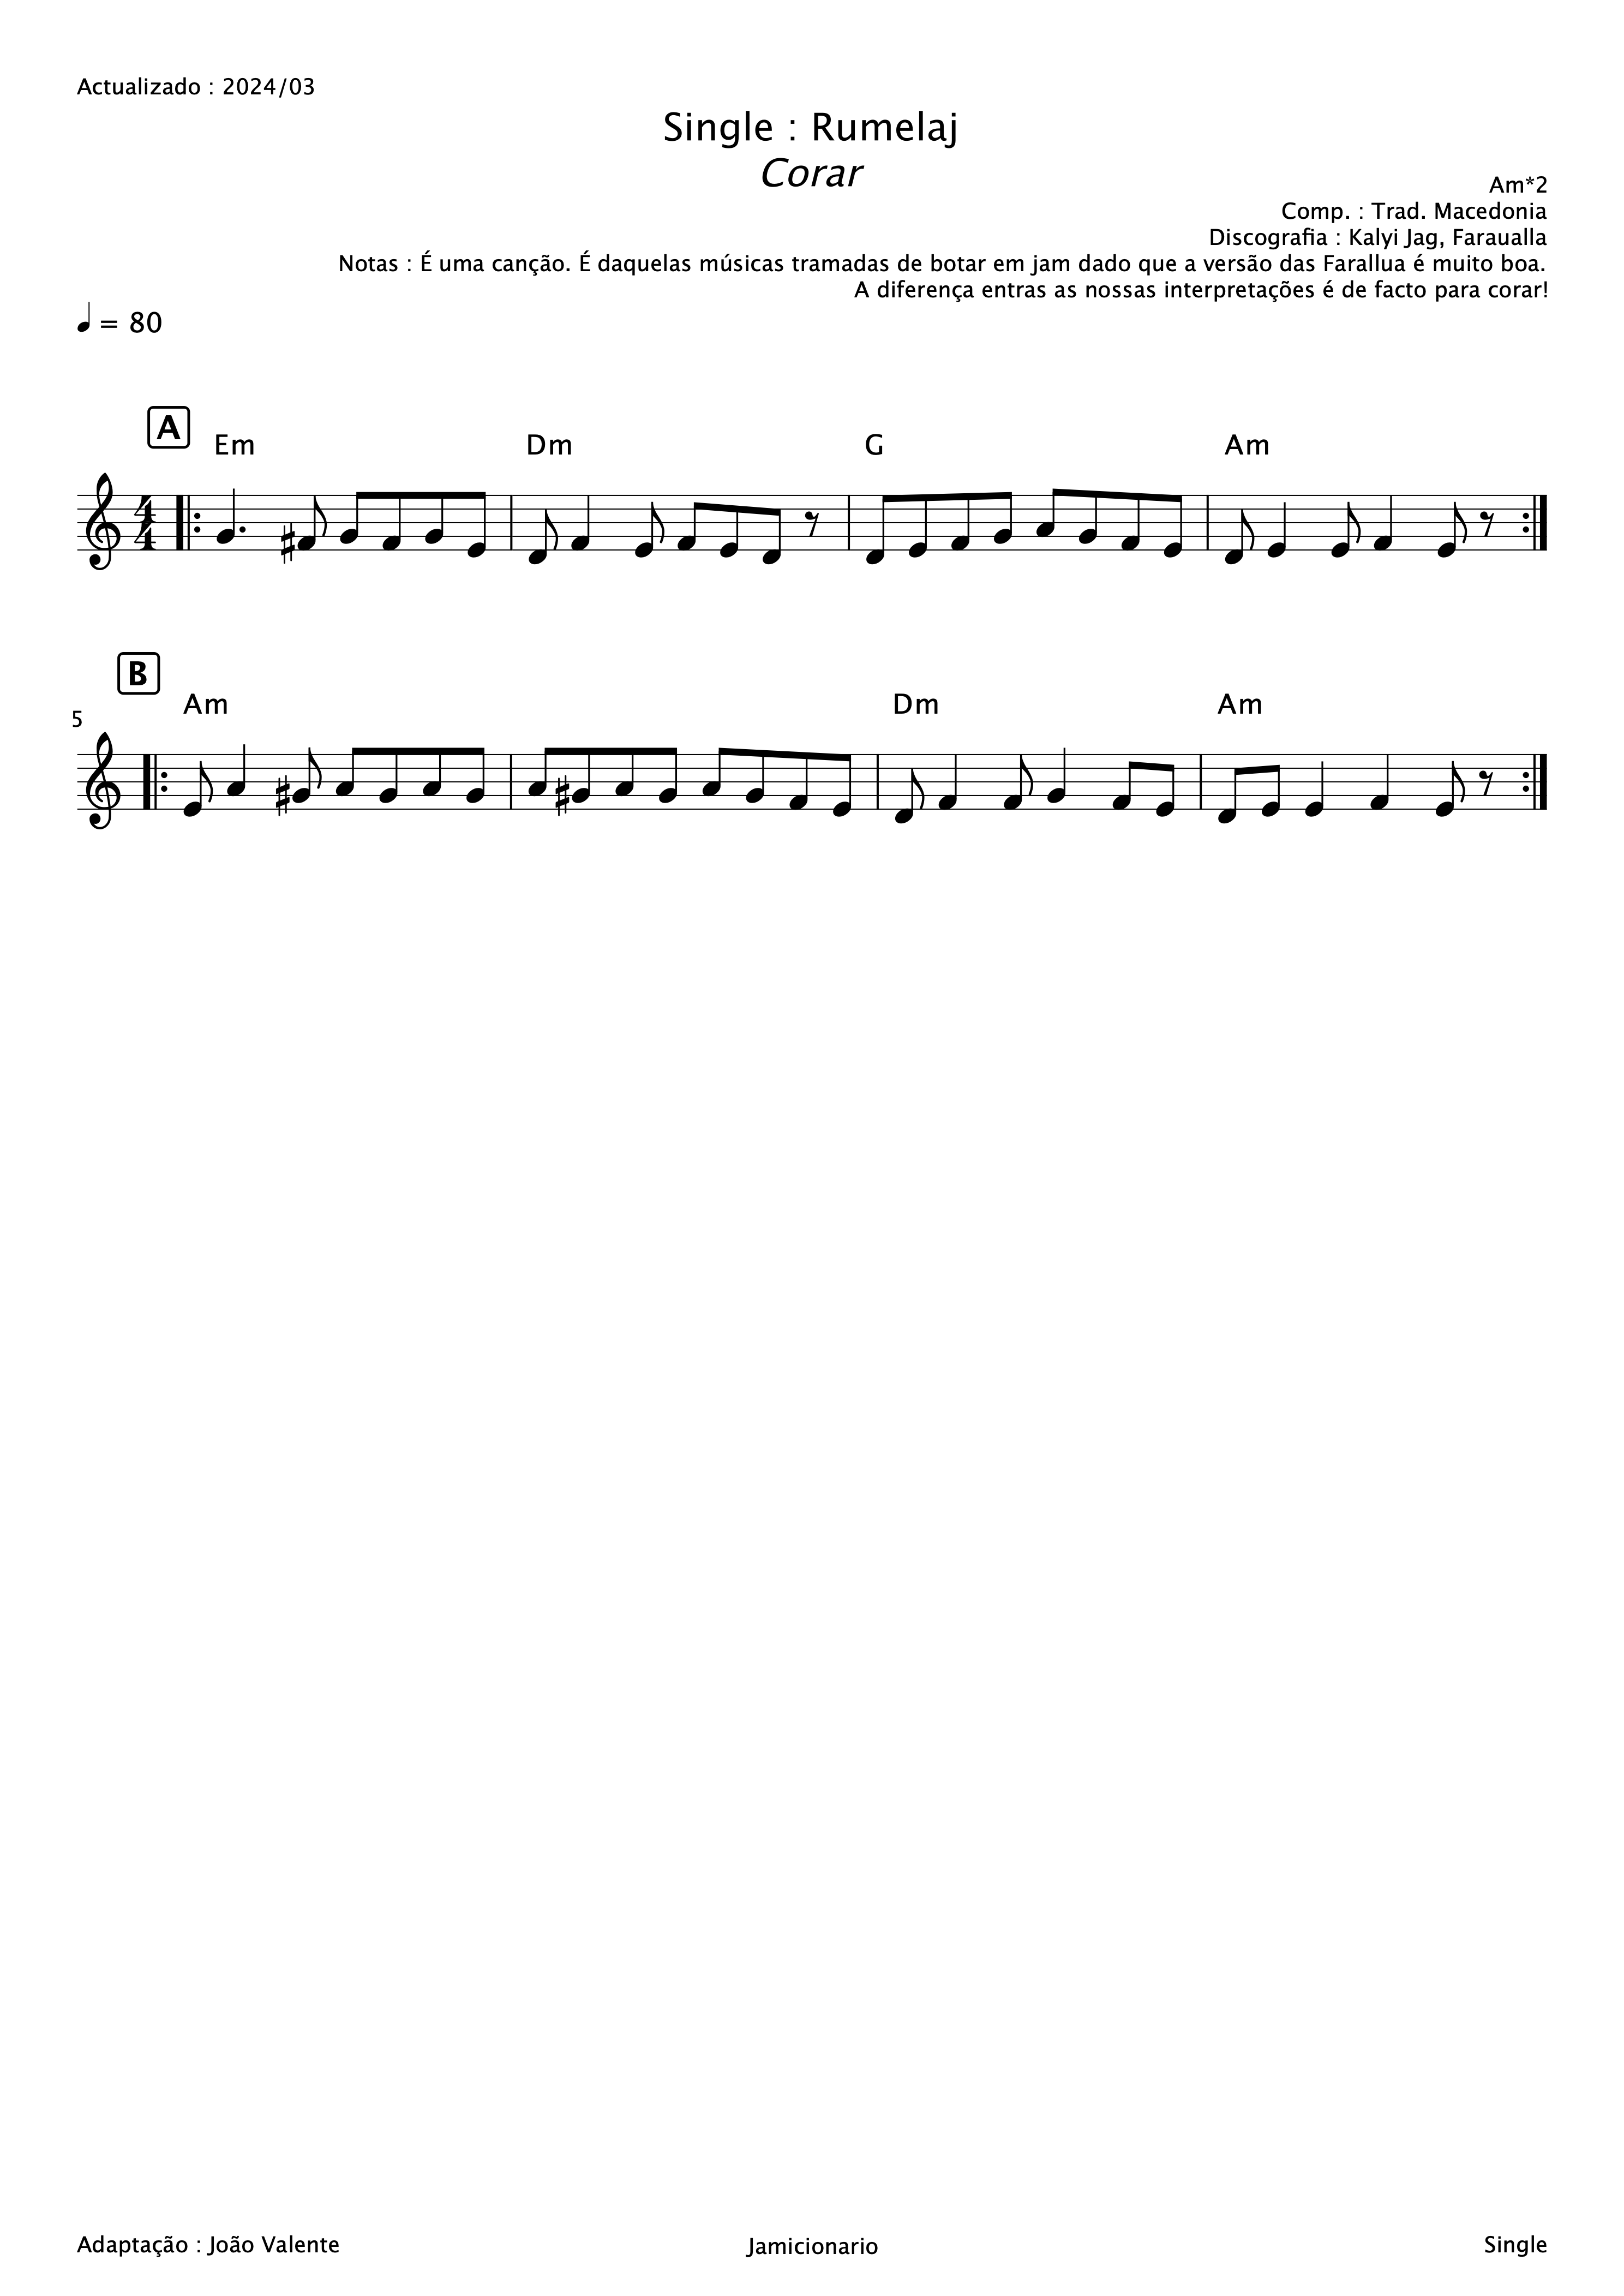 Actualizado : 2024/03
Single : Rumelaj
Corar
Am*2
Comp. : Trad. Macedonia
Discografia : Kalyi Jag, Faraualla
Notas : É uma canção. É daquelas músicas tramadas de botar em jam dado que a versão das Farallua é muito boa.
A diferença entras as nossas interpretações é de facto para corar!
= 80
A
Em Dm G Am
4
4
B
Am Dm Am
5
Adaptação : João Valente Jamicionario Single